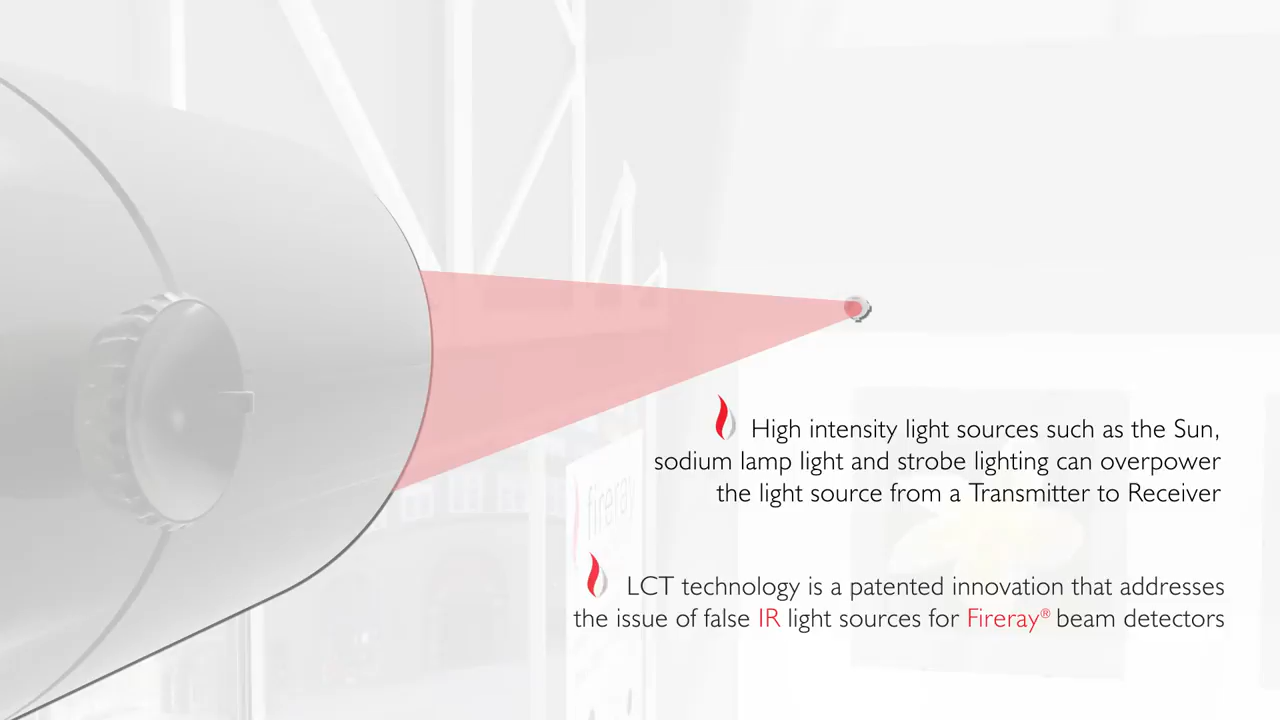 High intensity light sources such as the Sun,
sodium lamp light and strobe lighting can overpower
the light source from a Transmitter to Receiver
fireray
LCT technology is a patented innovation that addresses
the issue of false IR light sources for Fireray® beam detectors